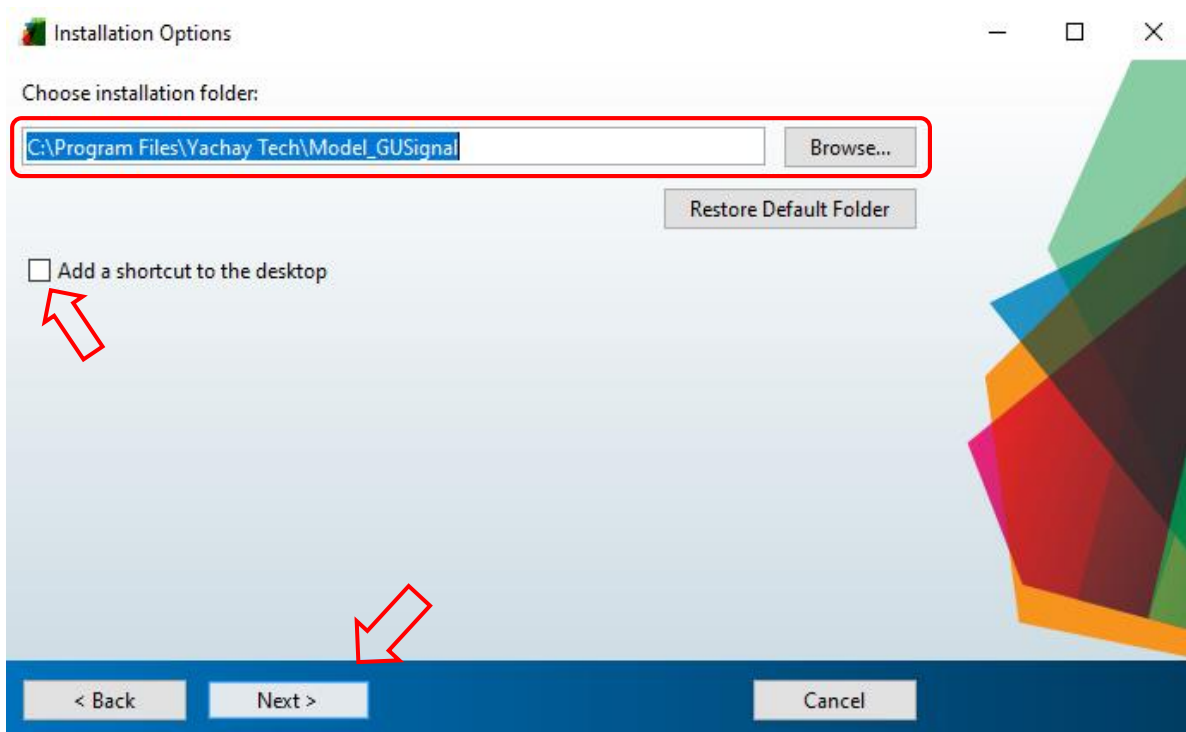 Installation Options
Choose installation folder:
C:\Program Files\Yachay Tech\Model_GUSignal
Browse...
Restore Default Folder
Add a shortcut to the desktop
< Back Next > Cancel